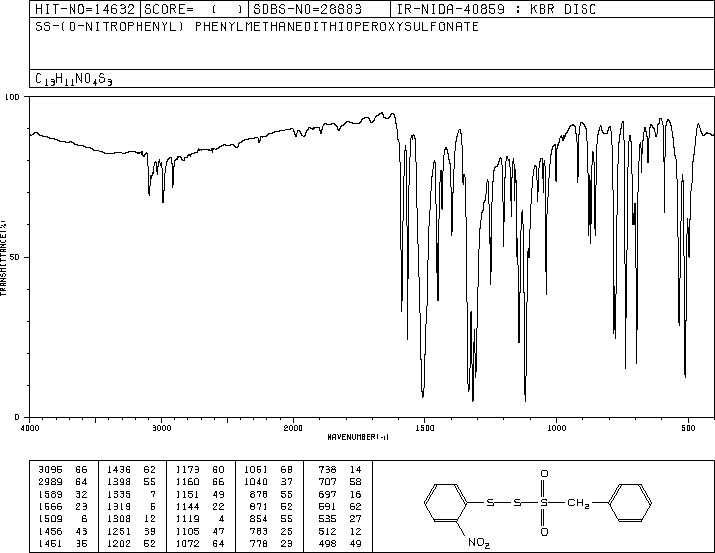 HIT-NO=14632 SCORE= ( ) SDBS-NO=28883 IR-NIDA-40859 : KBR DISC
SS-(O-NITROPHENYL) PHENYLMETHANEDITHIOPEROXYSULFONATE
C13H11NO4S3
100
50
0
TRANSMITTANCE(%)
4000 3000 2000 1500 1000 500
WAVENUMBER(-1)
3095 66 1436 62 1173 60 1061 68 738 14
2989 64 1398 55 1160 66 1040 37 707 58
1589 32 1335 7 1151 49 878 55 697 16
1566 23 1319 5 1144 22 871 52 591 62
1509 6 1308 12 1119 4 854 55 535 27
1456 43 1251 39 1105 47 783 25 512 12
1451 35 1202 52 1072 64 778 23 498 49
O
S S S CH2
O
NO2